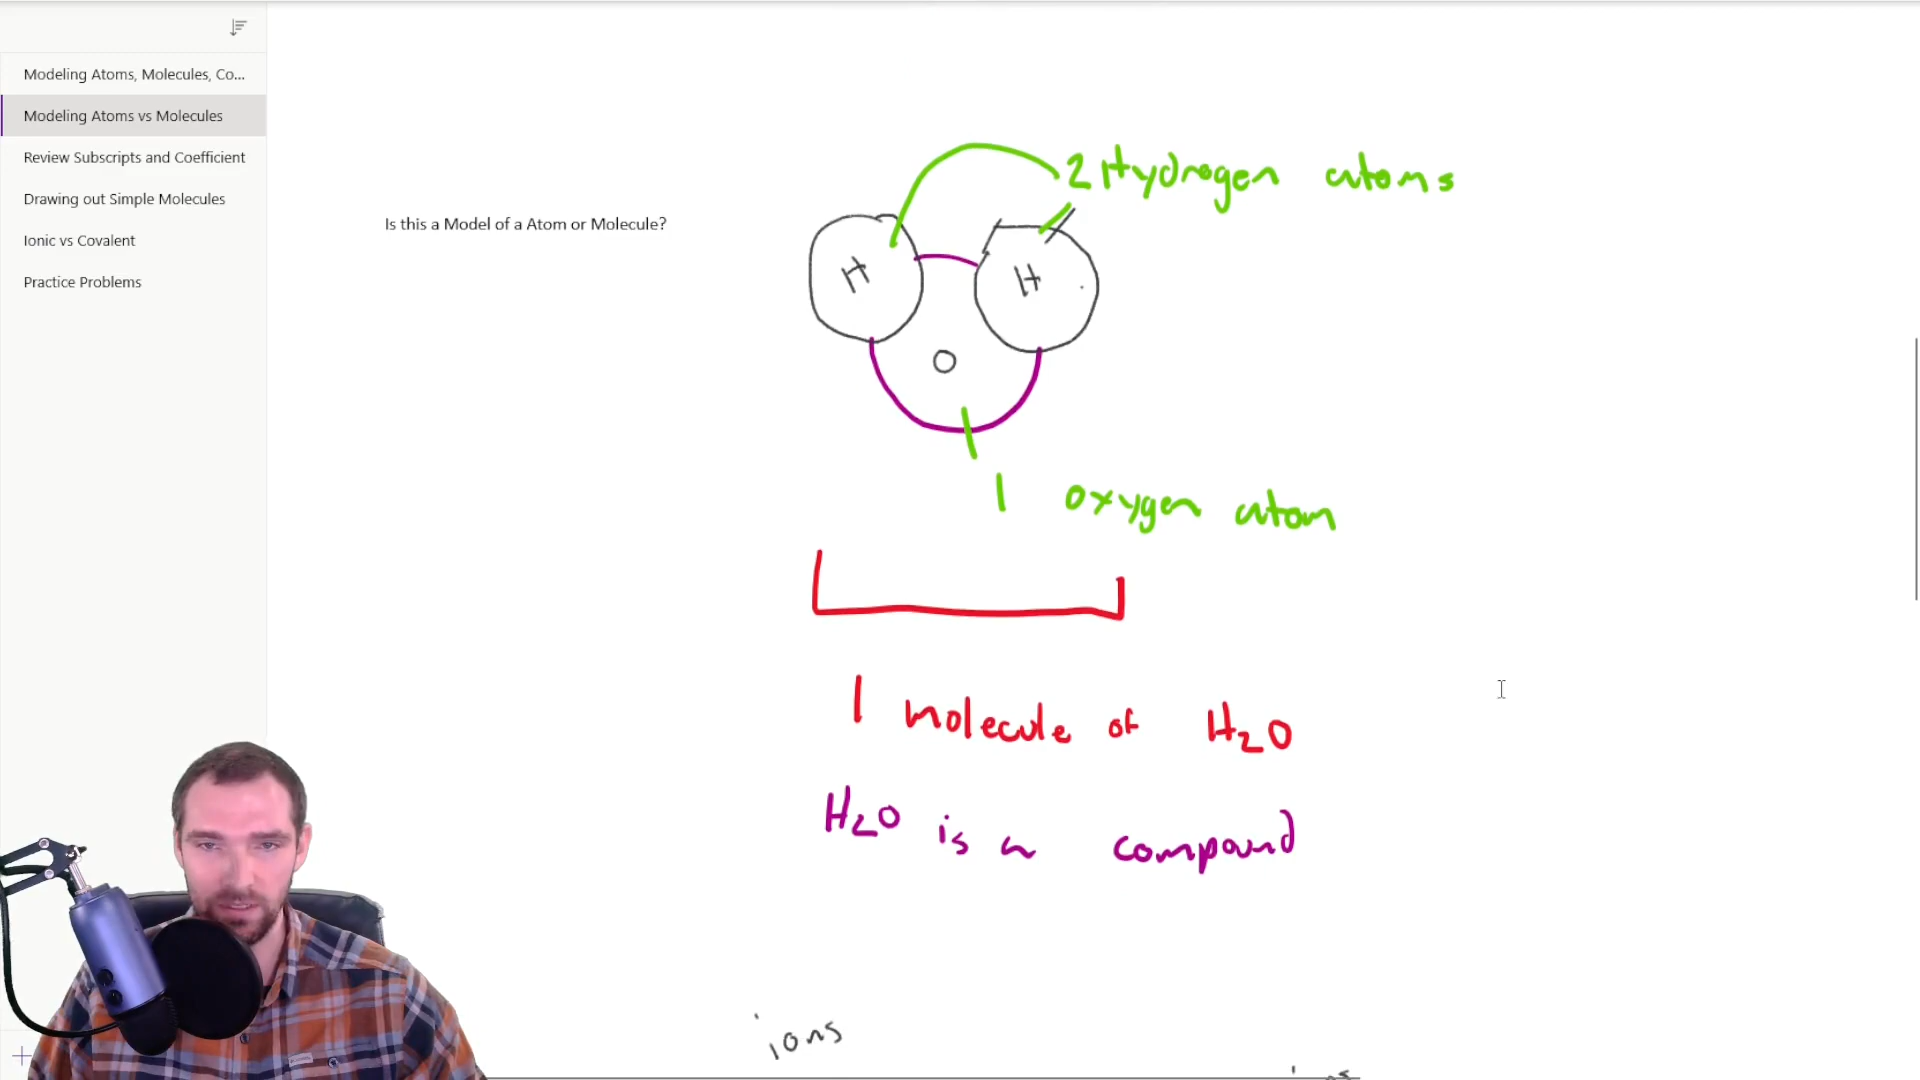 Modeling Atoms, Molecules, Co...
Modeling Atoms vs Molecules
Review Subscripts and Coefficient
Drawing out Simple Molecules
Ionic vs Covalent
Practice Problems
Is this a Model of a Atom or Molecule?
2 Hydrogen atoms
H H
O
1 oxygen atom
1 molecule of H₂O
H₂O is a compound
ions